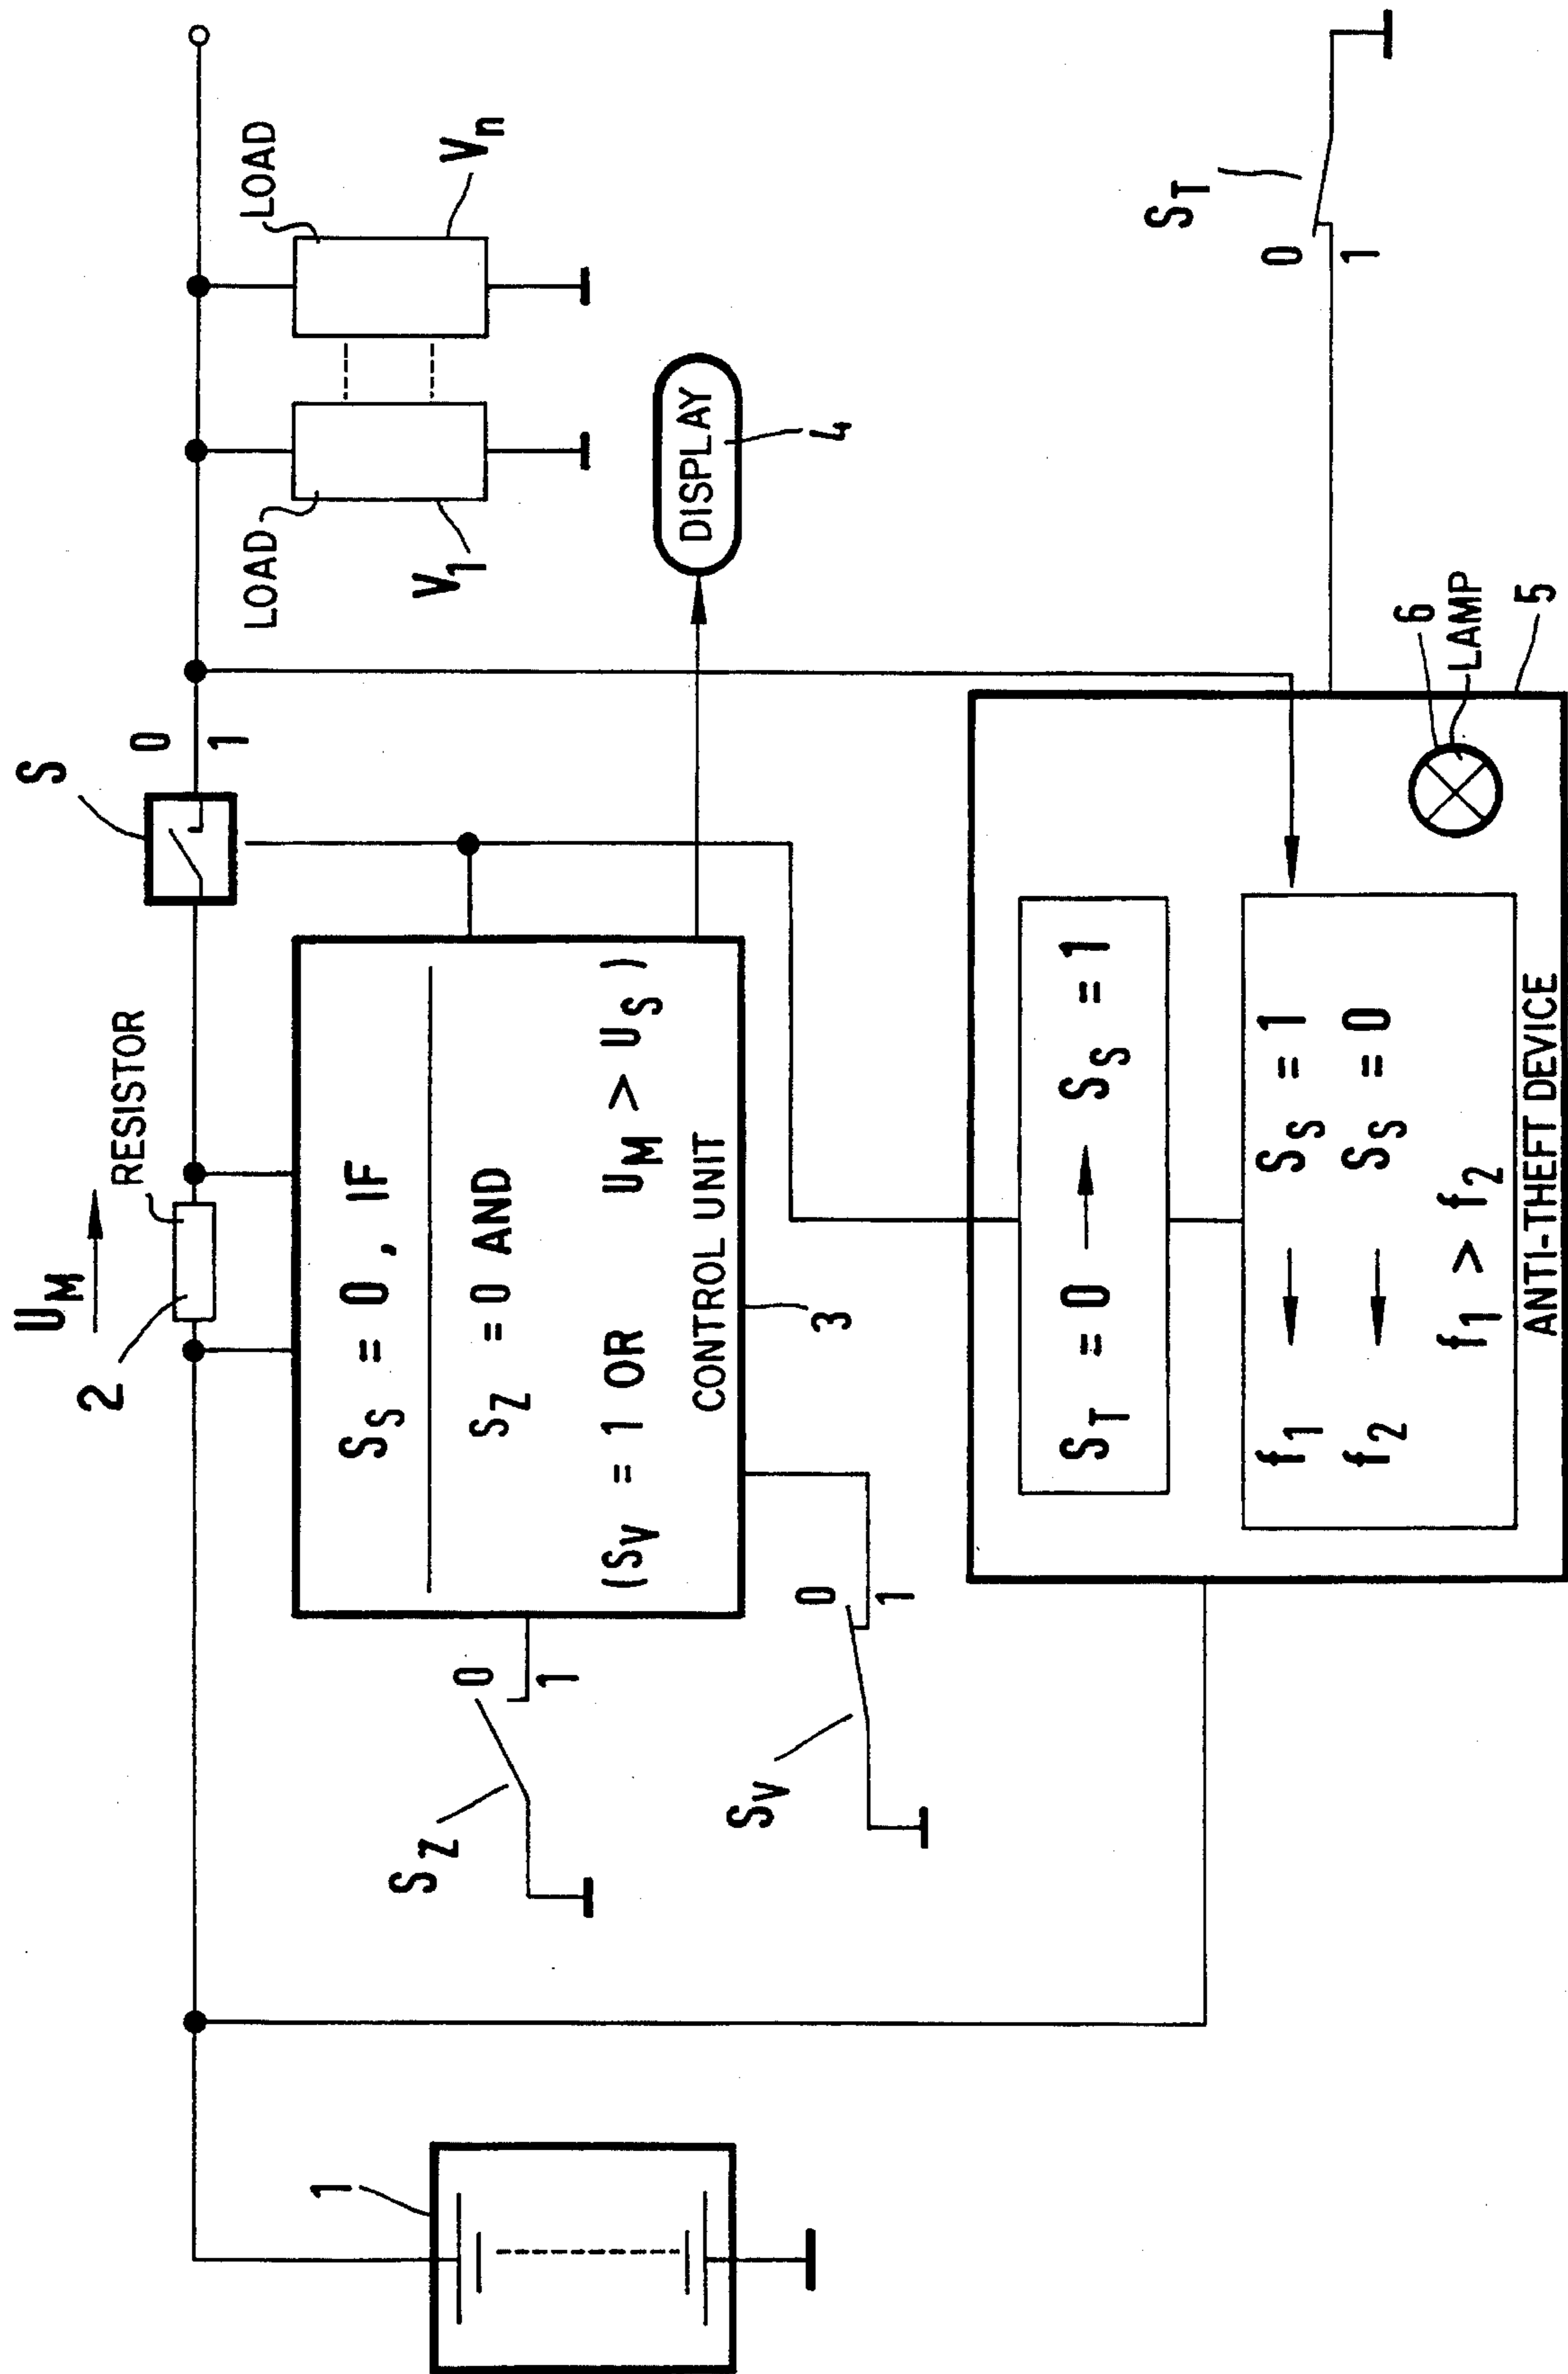 U_M
RESISTOR
2
S
0
1
LOAD
LOAD
V_1
V_n
S_S = 0, IF
S_Z = 0 AND
(S_V = 1 OR U_M > U_S)
CONTROL UNIT
3
DISPLAY
4
S_Z
0
1
S_V
0
1
1
S_T = 0 → S_S = 1
f_1 ← S_S = 1
f_2 ← S_S = 0
f_1 > f_2
ANTI-THEFT DEVICE
6
LAMP
5
S_T
0
1